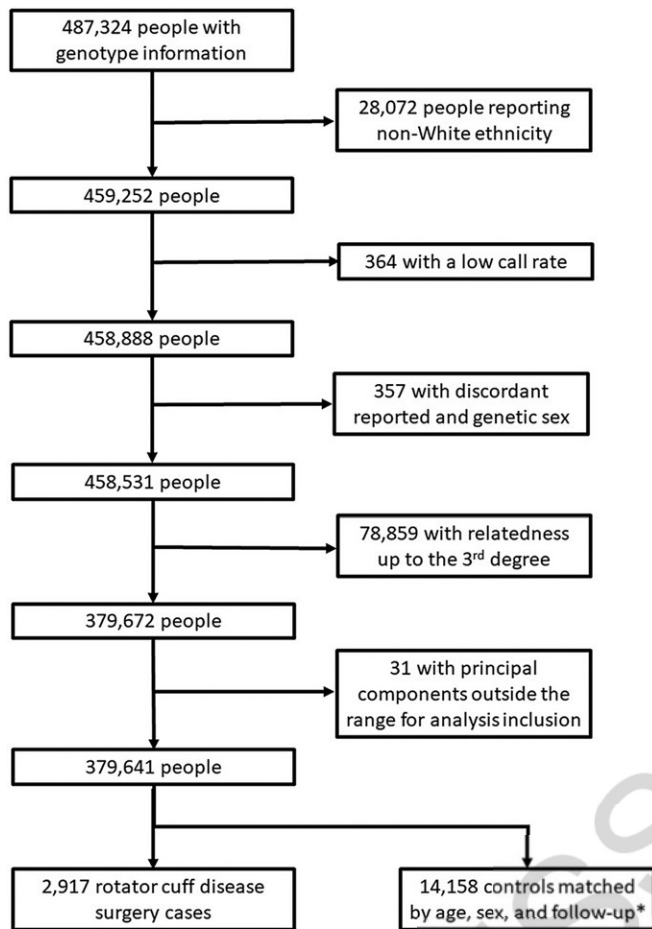 487,324 people with
genotype information
28,072 people reporting
non-White ethnicity
459,252 people
364 with a low call rate
458,888 people
357 with discordant
reported and genetic sex
458,531 people
78,859 with relatedness
up to the 3rd degree
379,672 people
31 with principal
components outside the
range for analysis inclusion
379,641 people
2,917 rotator cuff disease
surgery cases
14,158 controls matched
by age, sex, and follow-up*